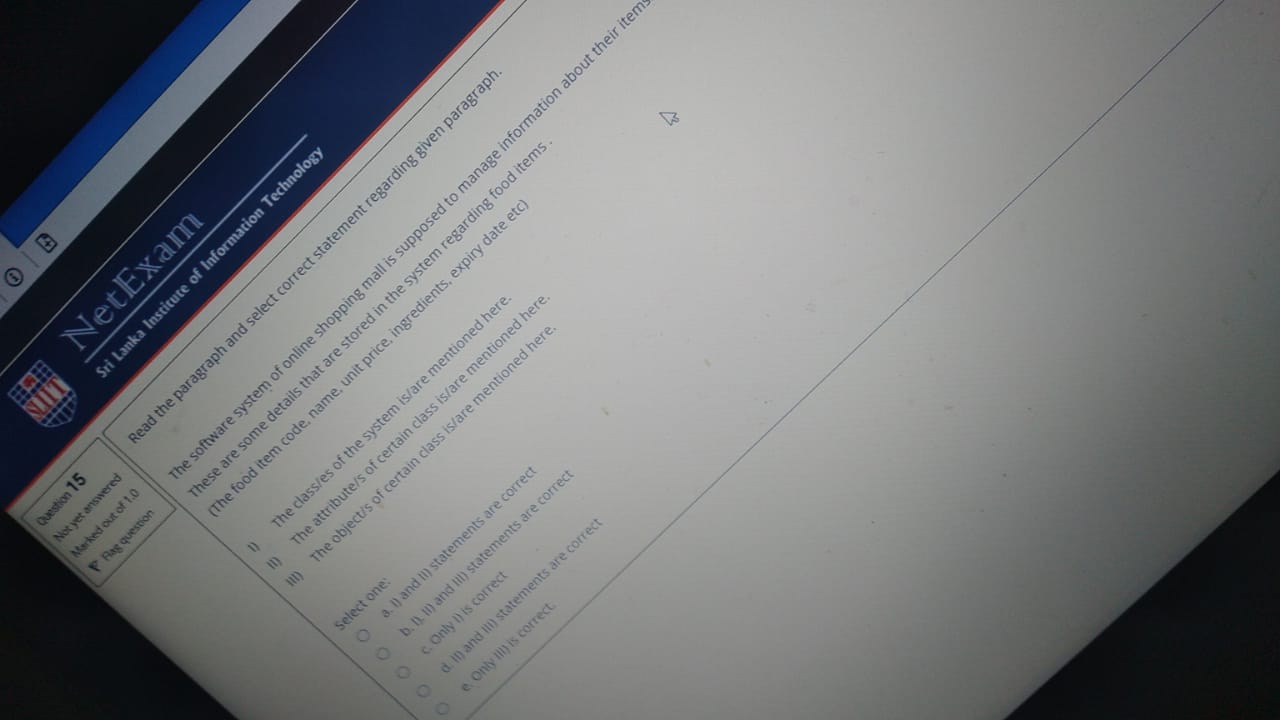 NIIT
NetExam
Sri Lanka Institute of Information Technology
Question 15
Not yet answered
Marked out of 1.0
Flag question
Read the paragraph and select correct statement regarding given paragraph.
The software system of online shopping mall is supposed to manage information about their items
These are some details that are stored in the system regarding food items .
(The food item code, name, unit price, ingredients, expiry date etc)
I) The class/es of the system is/are mentioned here.
II) The attribute/s of certain class is/are mentioned here.
III) The object/s of certain class is/are mentioned here.
Select one:
a. I) and II) statements are correct
b. I), II) and III) statements are correct
c. Only I) is correct
d. II) and III) statements are correct
e. Only III) is correct.